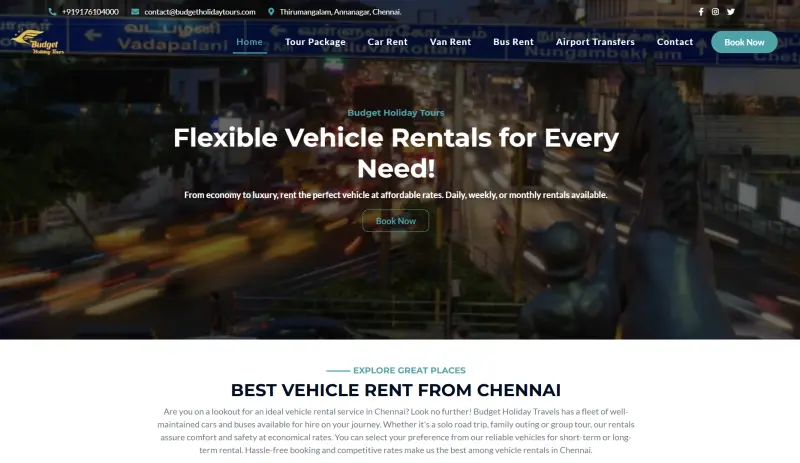 +919176104000 contact@budgetholidaytours.com Thirumangalam, Annanagar, Chennai.
Budget
Holiday Tours
Home Tour Package Car Rent Van Rent Bus Rent Airport Transfers Contact Book Now
வடபழனி
Vadapalani
Nungambakkam
Budget Holiday Tours
Flexible Vehicle Rentals for Every
Need!
From economy to luxury, rent the perfect vehicle at affordable rates. Daily, weekly, or monthly rentals available.
Book Now
EXPLORE GREAT PLACES
BEST VEHICLE RENT FROM CHENNAI
Are you on a lookout for an ideal vehicle rental service in Chennai? Look no further! Budget Holiday Travels has a fleet of well-
maintained cars and buses available for hire on your journey. Whether it's a solo road trip, family outing or group tour, our rentals
assure comfort and safety at economical rates. You can select your preference from our reliable vehicles for short-term or long-
term rental. Hassle-free booking and competitive rates make us the best among vehicle rentals in Chennai.